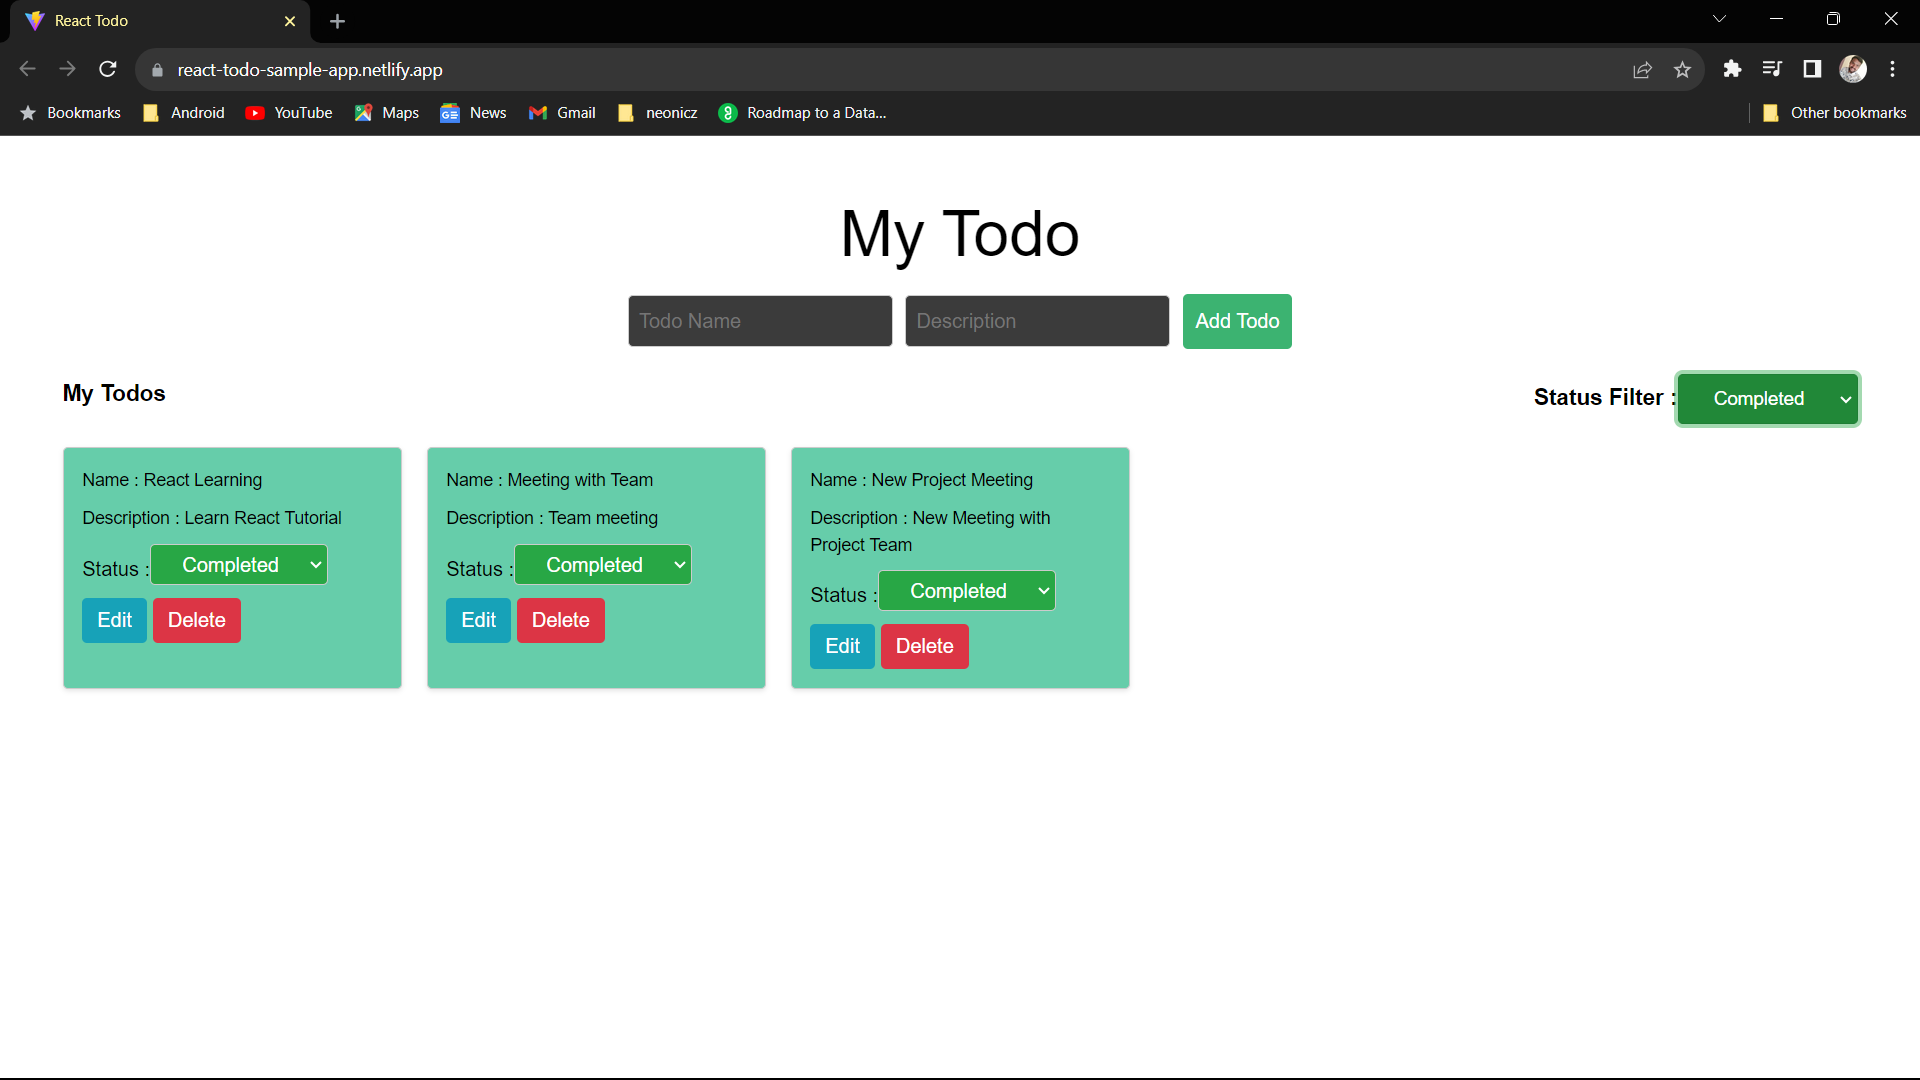 React Todo
react-todo-sample-app.netlify.app
Bookmarks Android YouTube Maps News Gmail neonicz Roadmap to a Data... Other bookmarks
My Todo
Todo Name Description Add Todo
My Todos Status Filter : Completed
Name : React Learning
Description : Learn React Tutorial
Status : Completed
Edit Delete
Name : Meeting with Team
Description : Team meeting
Status : Completed
Edit Delete
Name : New Project Meeting
Description : New Meeting with
Project Team
Status : Completed
Edit Delete